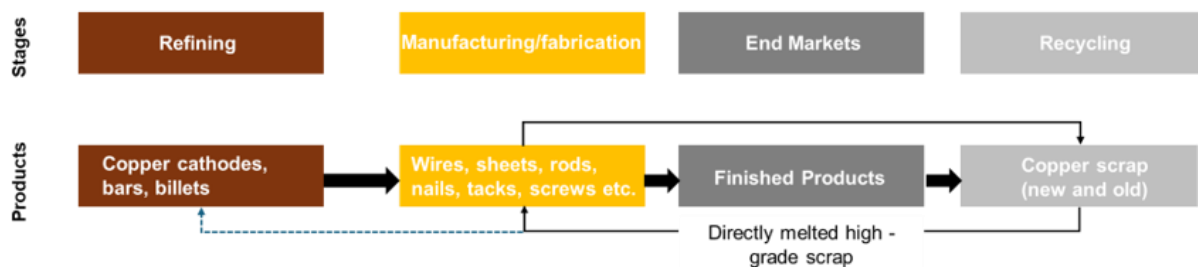 Stages
Refining
Manufacturing/fabrication
End Markets
Recycling
Products
Copper cathodes,
bars, billets
Wires, sheets, rods,
nails, tacks, screws etc.
Finished Products
Copper scrap
(new and old)
Directly melted high -
grade scrap